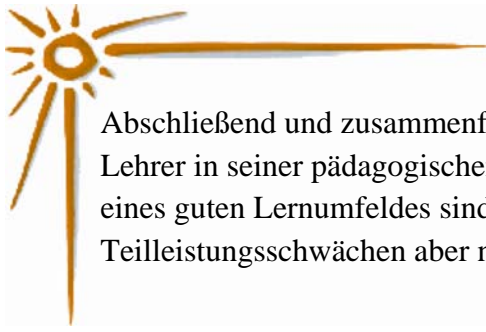 Abschließend und zusammenf
Lehrer in seiner pädagogische
eines guten Lernumfeldes sind
Teilleistungsschwächen aber